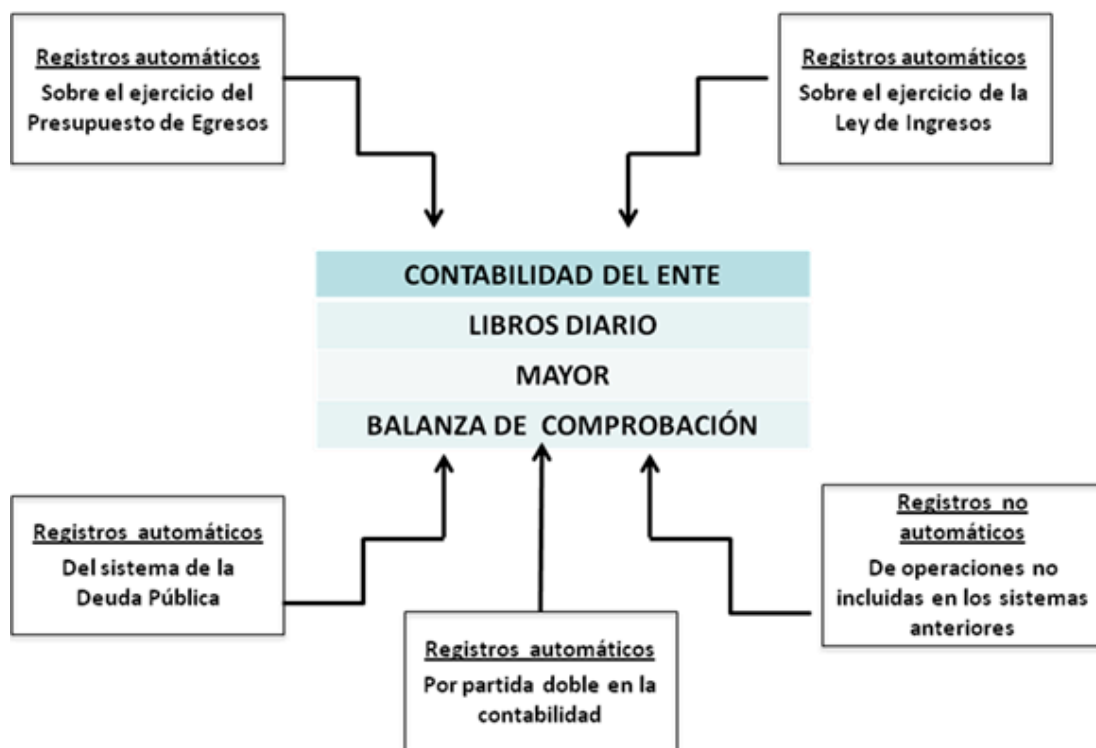 Registros automáticos
Sobre el ejercicio del
Presupuesto de Egresos
Registros automáticos
Sobre el ejercicio de la
Ley de Ingresos
CONTABILIDAD DEL ENTE
LIBROS DIARIO
MAYOR
BALANZA DE COMPROBACIÓN
Registros automáticos
Del sistema de la
Deuda Pública
Registros automáticos
Por partida doble en la
contabilidad
Registros no
automáticos
De operaciones no
incluidas en los sistemas
anteriores